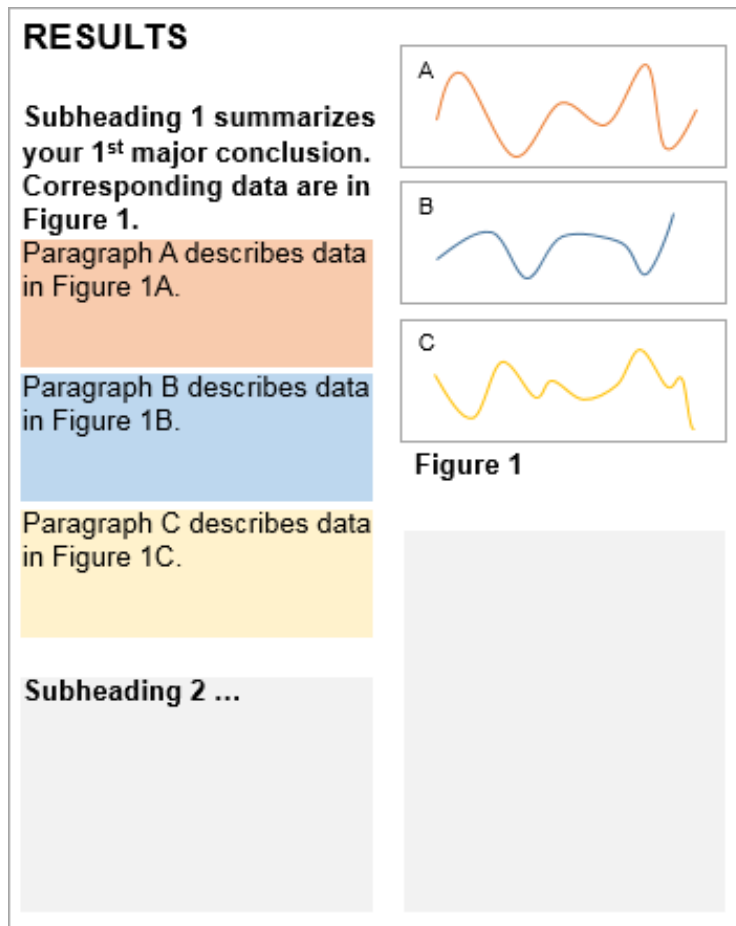 RESULTS
Subheading 1 summarizes
your 1st major conclusion.
Corresponding data are in
Figure 1.
Paragraph A describes data
in Figure 1A.
Paragraph B describes data
in Figure 1B.
Paragraph C describes data
in Figure 1C.
Subheading 2 ...
A
B
C
Figure 1